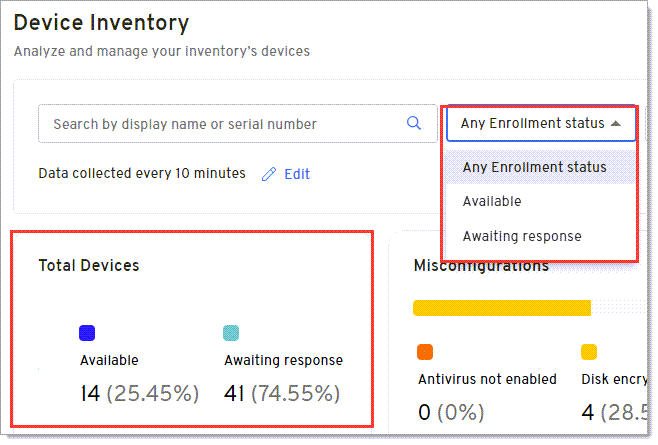 Device Inventory
Analyze and manage your inventory's devices
Search by display name or serial number
Any Enrollment status
Data collected every 10 minutes
Edit
Any Enrollment status
Available
Awaiting response
Total Devices
Available
Awaiting response
14 (25.45%)
41 (74.55%)
Misconfigurations
Antivirus not enabled
Disk encry
0 (0%)
4 (28.5